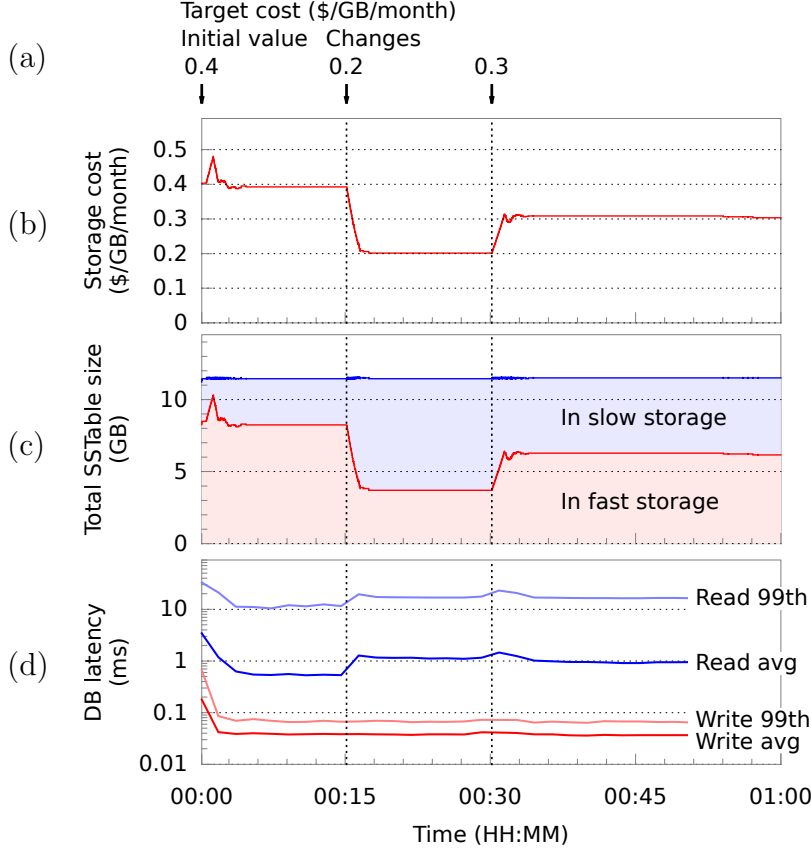 Target cost ($/GB/month)
Initial value Changes
(a)
0.4 0.2 0.3
(b)
Storage cost
($/GB/month)
0.5
0.4
0.3
0.2
0.1
0
(c)
Total SSTable size
(GB)
10
5
0
In slow storage
In fast storage
(d)
DB latency
(ms)
10
1
0.1
0.01
Read 99th
Read avg
Write 99th
Write avg
00:00 00:15 00:30 00:45 01:00
Time (HH:MM)